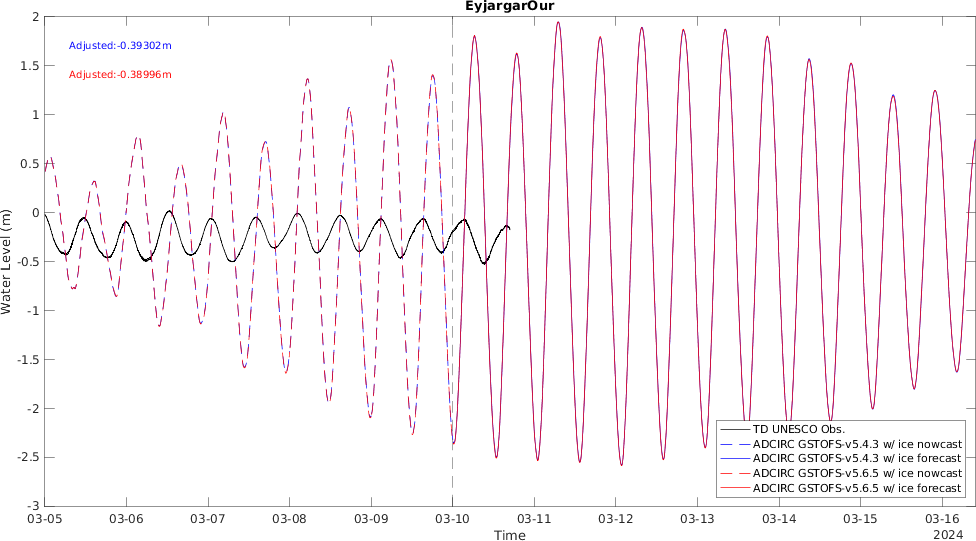 EyjargarOur
Adjusted:-0.39302m
Adjusted:-0.38996m
Water Level (m)
2
1.5
1
0.5
0
-0.5
-1
-1.5
-2
-2.5
-3
TD UNESCO Obs.
ADCIRC GSTOFS-v5.4.3 w/ ice nowcast
ADCIRC GSTOFS-v5.4.3 w/ ice forecast
ADCIRC GSTOFS-v5.6.5 w/ ice nowcast
ADCIRC GSTOFS-v5.6.5 w/ ice forecast
03-05 03-06 03-07 03-08 03-09 03-10 03-11 03-12 03-13 03-14 03-15 03-16
Time
2024